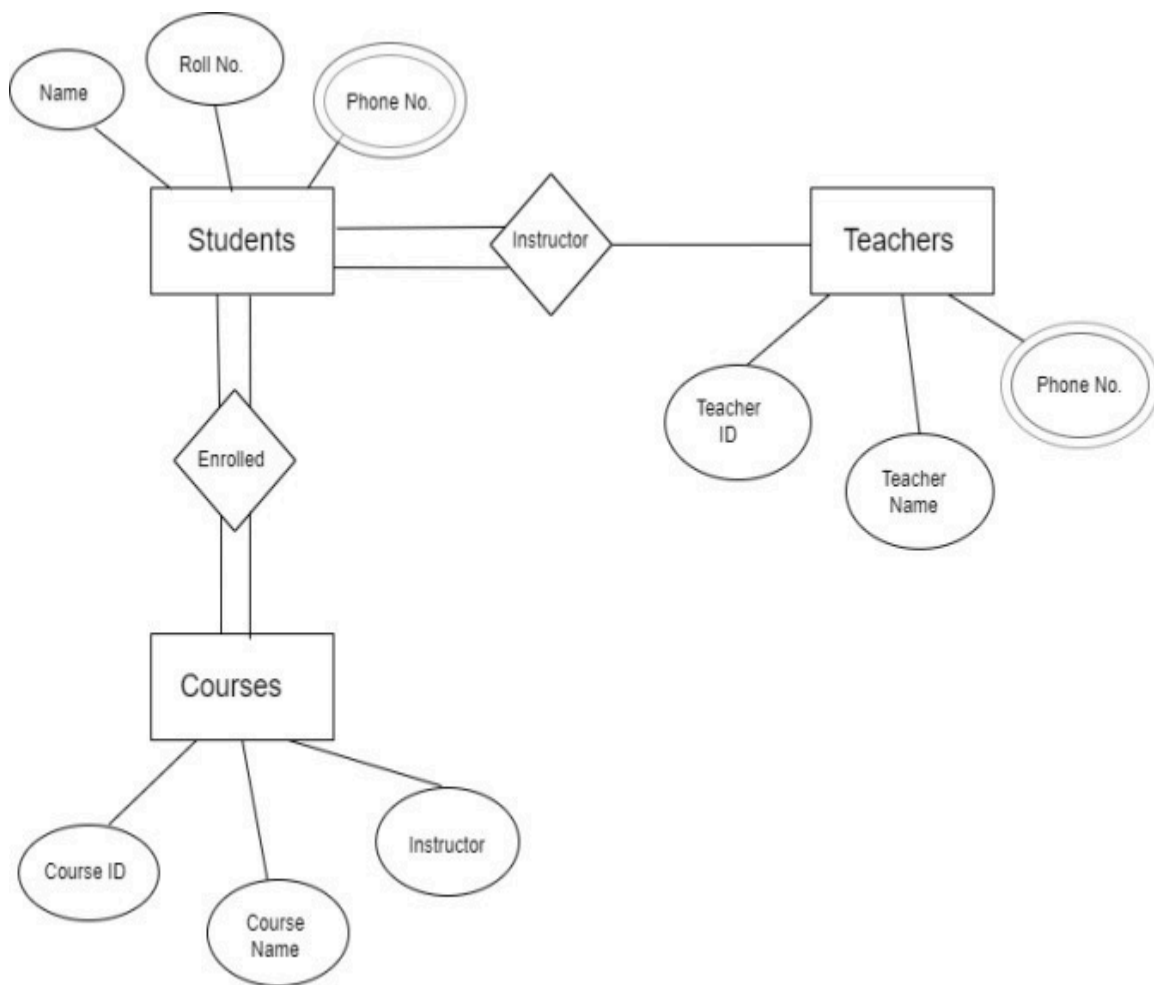 Roll No.
Name
Phone No.
Students
Instructor
Teachers
Teacher
ID
Phone No.
Teacher
Name
Enrolled
Courses
Course ID
Course
Name
Instructor